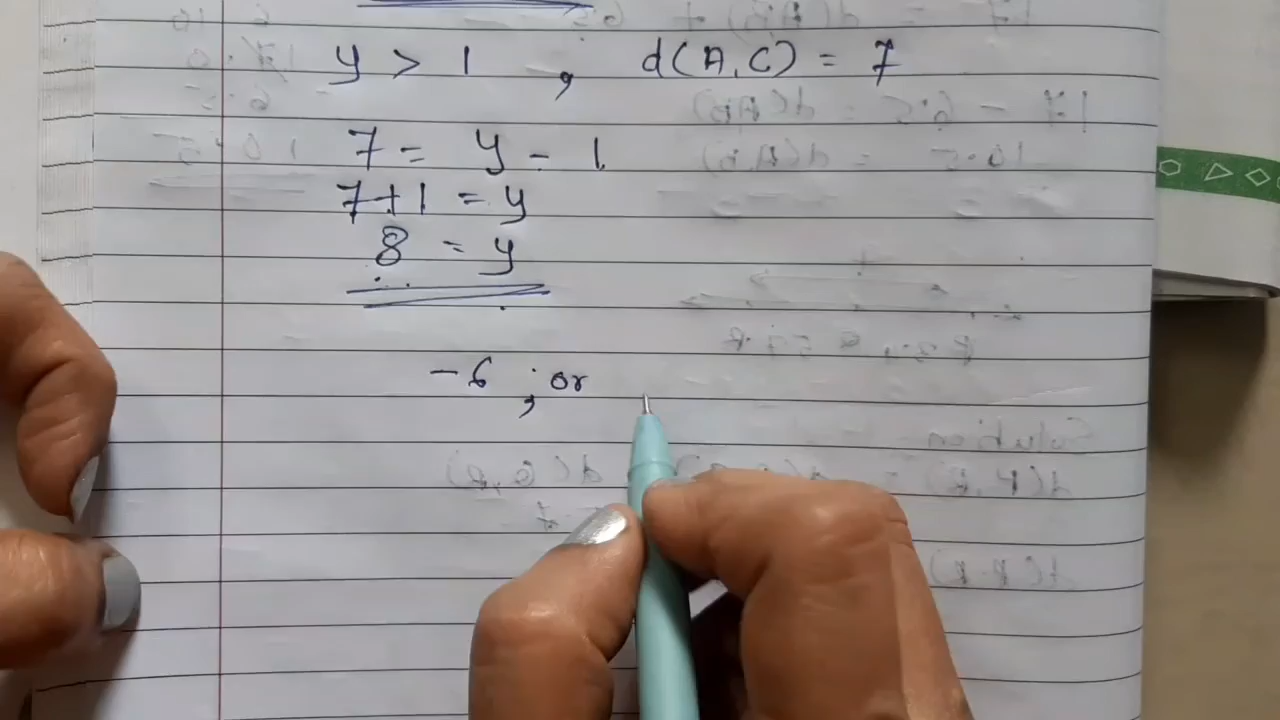 y > 1 , d(A, C) = 7
7 = y - 1
7+1 = y
8 = y
-6 ; or